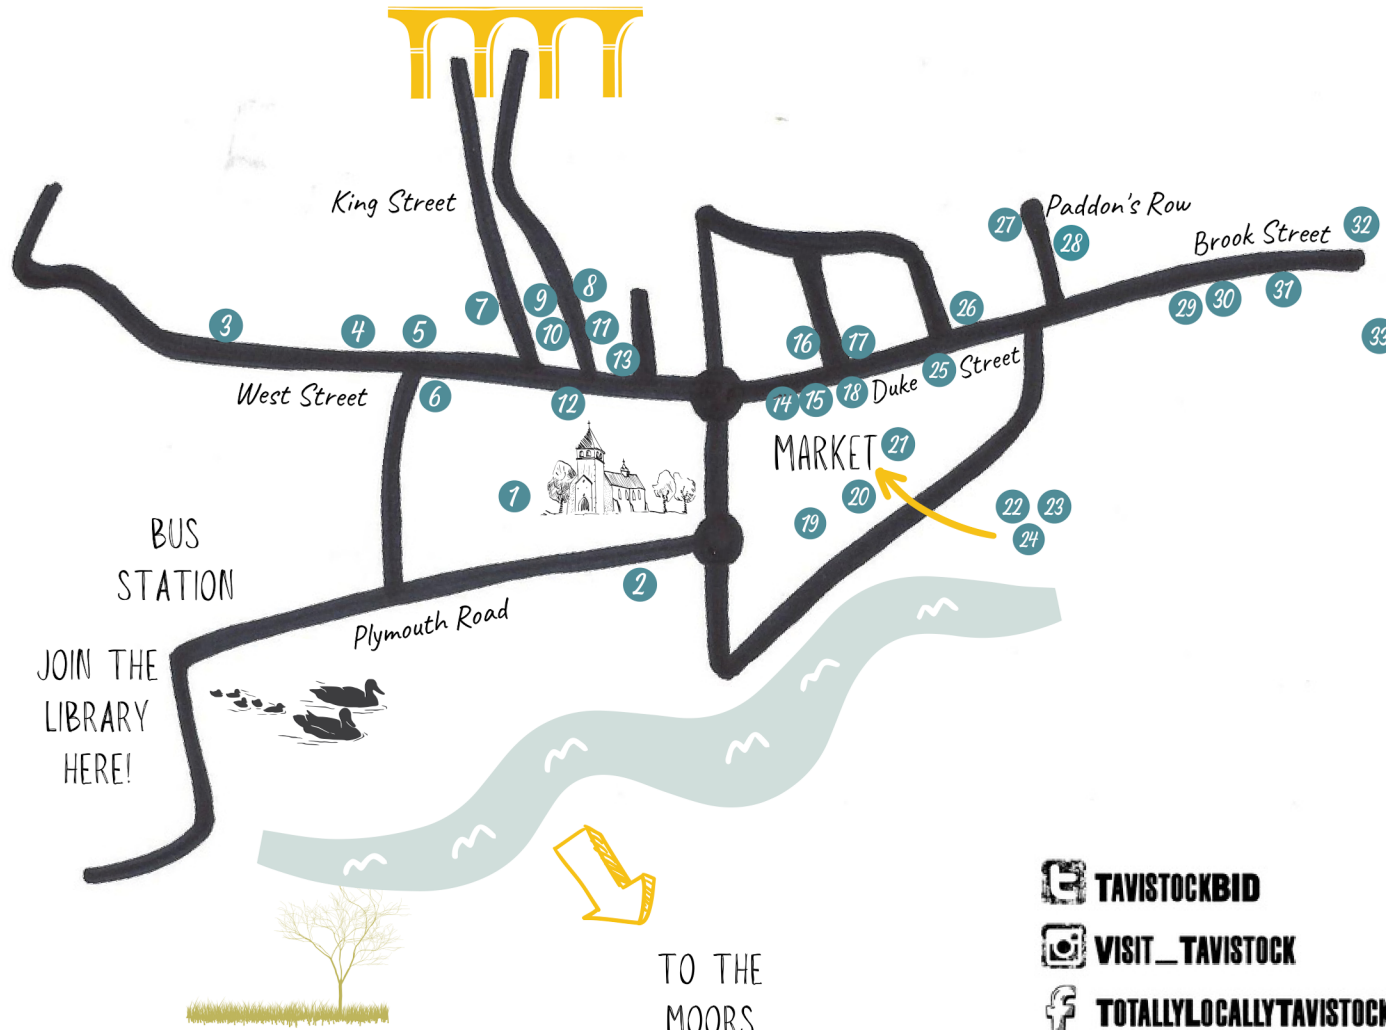 King Street
Paddon's Row
Brook Street
27
28
32
7
9
8
10
11
13
3
4
5
16
17
26
29
30
31
33
West Street
6
12
14
15
18
Duke Street
25
MARKET
21
1
20
19
22
23
24
BUS
STATION
2
Plymouth Road
JOIN THE
LIBRARY
HERE!
TO THE
MOORS
TAVISTOCKBID
VISIT_TAVISTOCK
TOTALLYLOCALLYTAVISTOCK